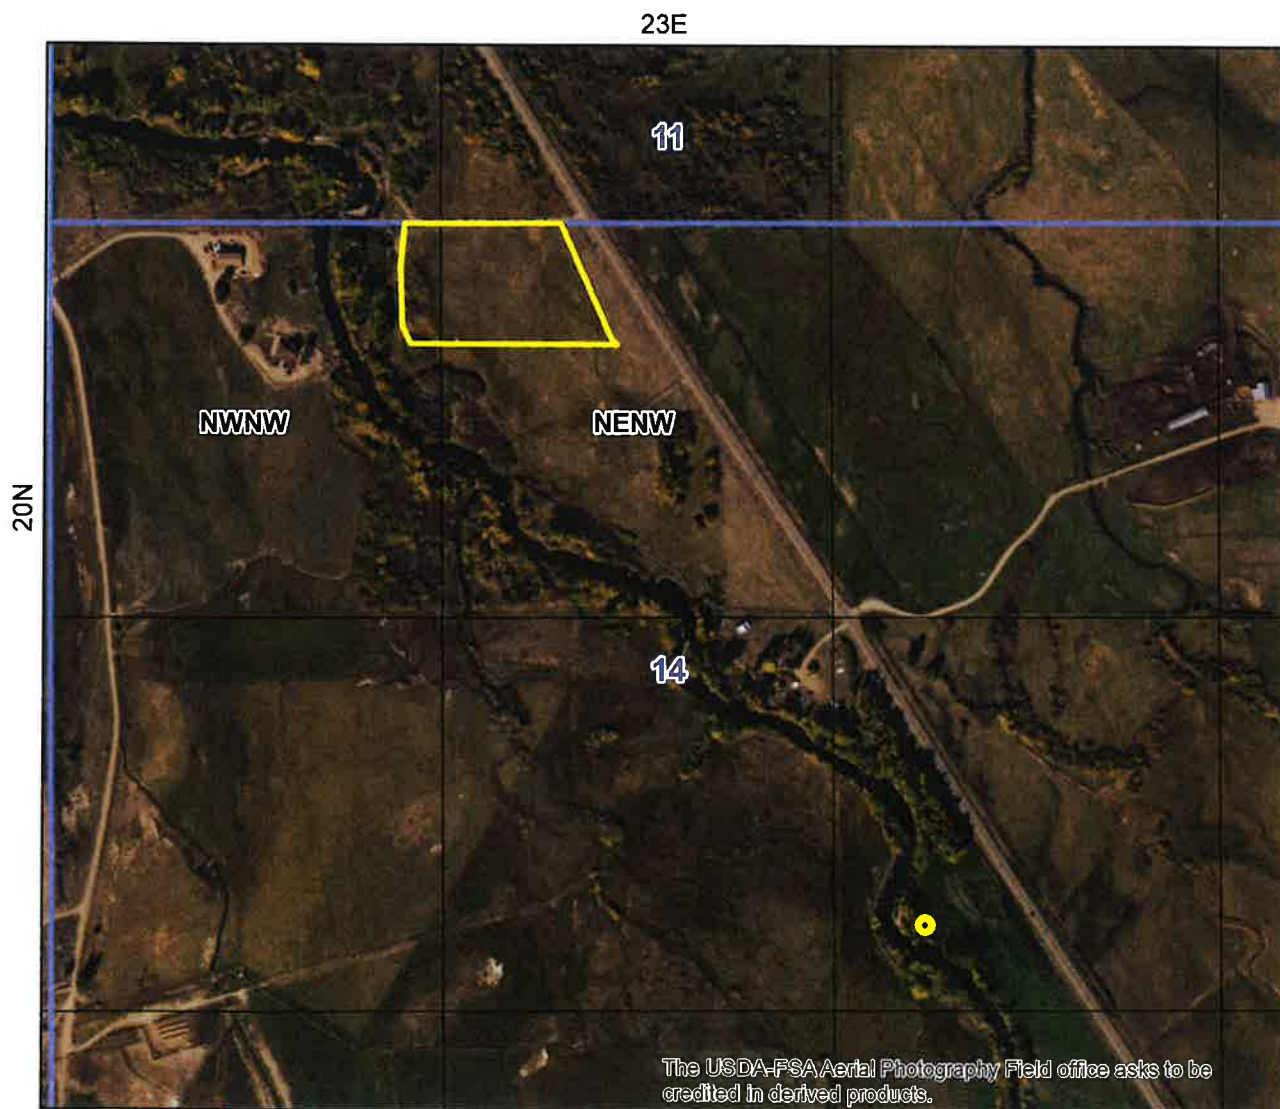 23E
11
NWNW
NENW
20N
14
The USDA-FSA Aerial Photography Field office asks to be
credited in derived products.